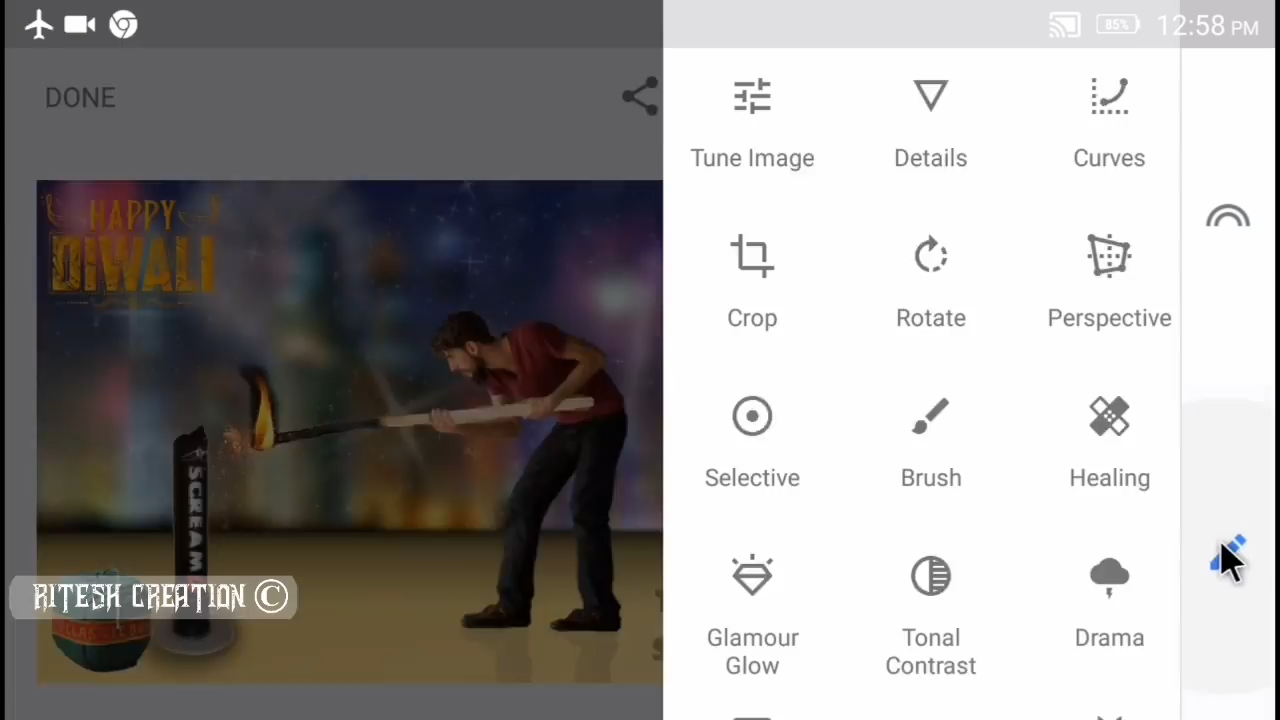 85% 12:58 PM
DONE
Tune Image
Details
Curves
Crop
Rotate
Perspective
Selective
Brush
Healing
Glamour Glow
Tonal Contrast
Drama
HAPPY
DIWALI
SCREAM
RITESH CREATION ©